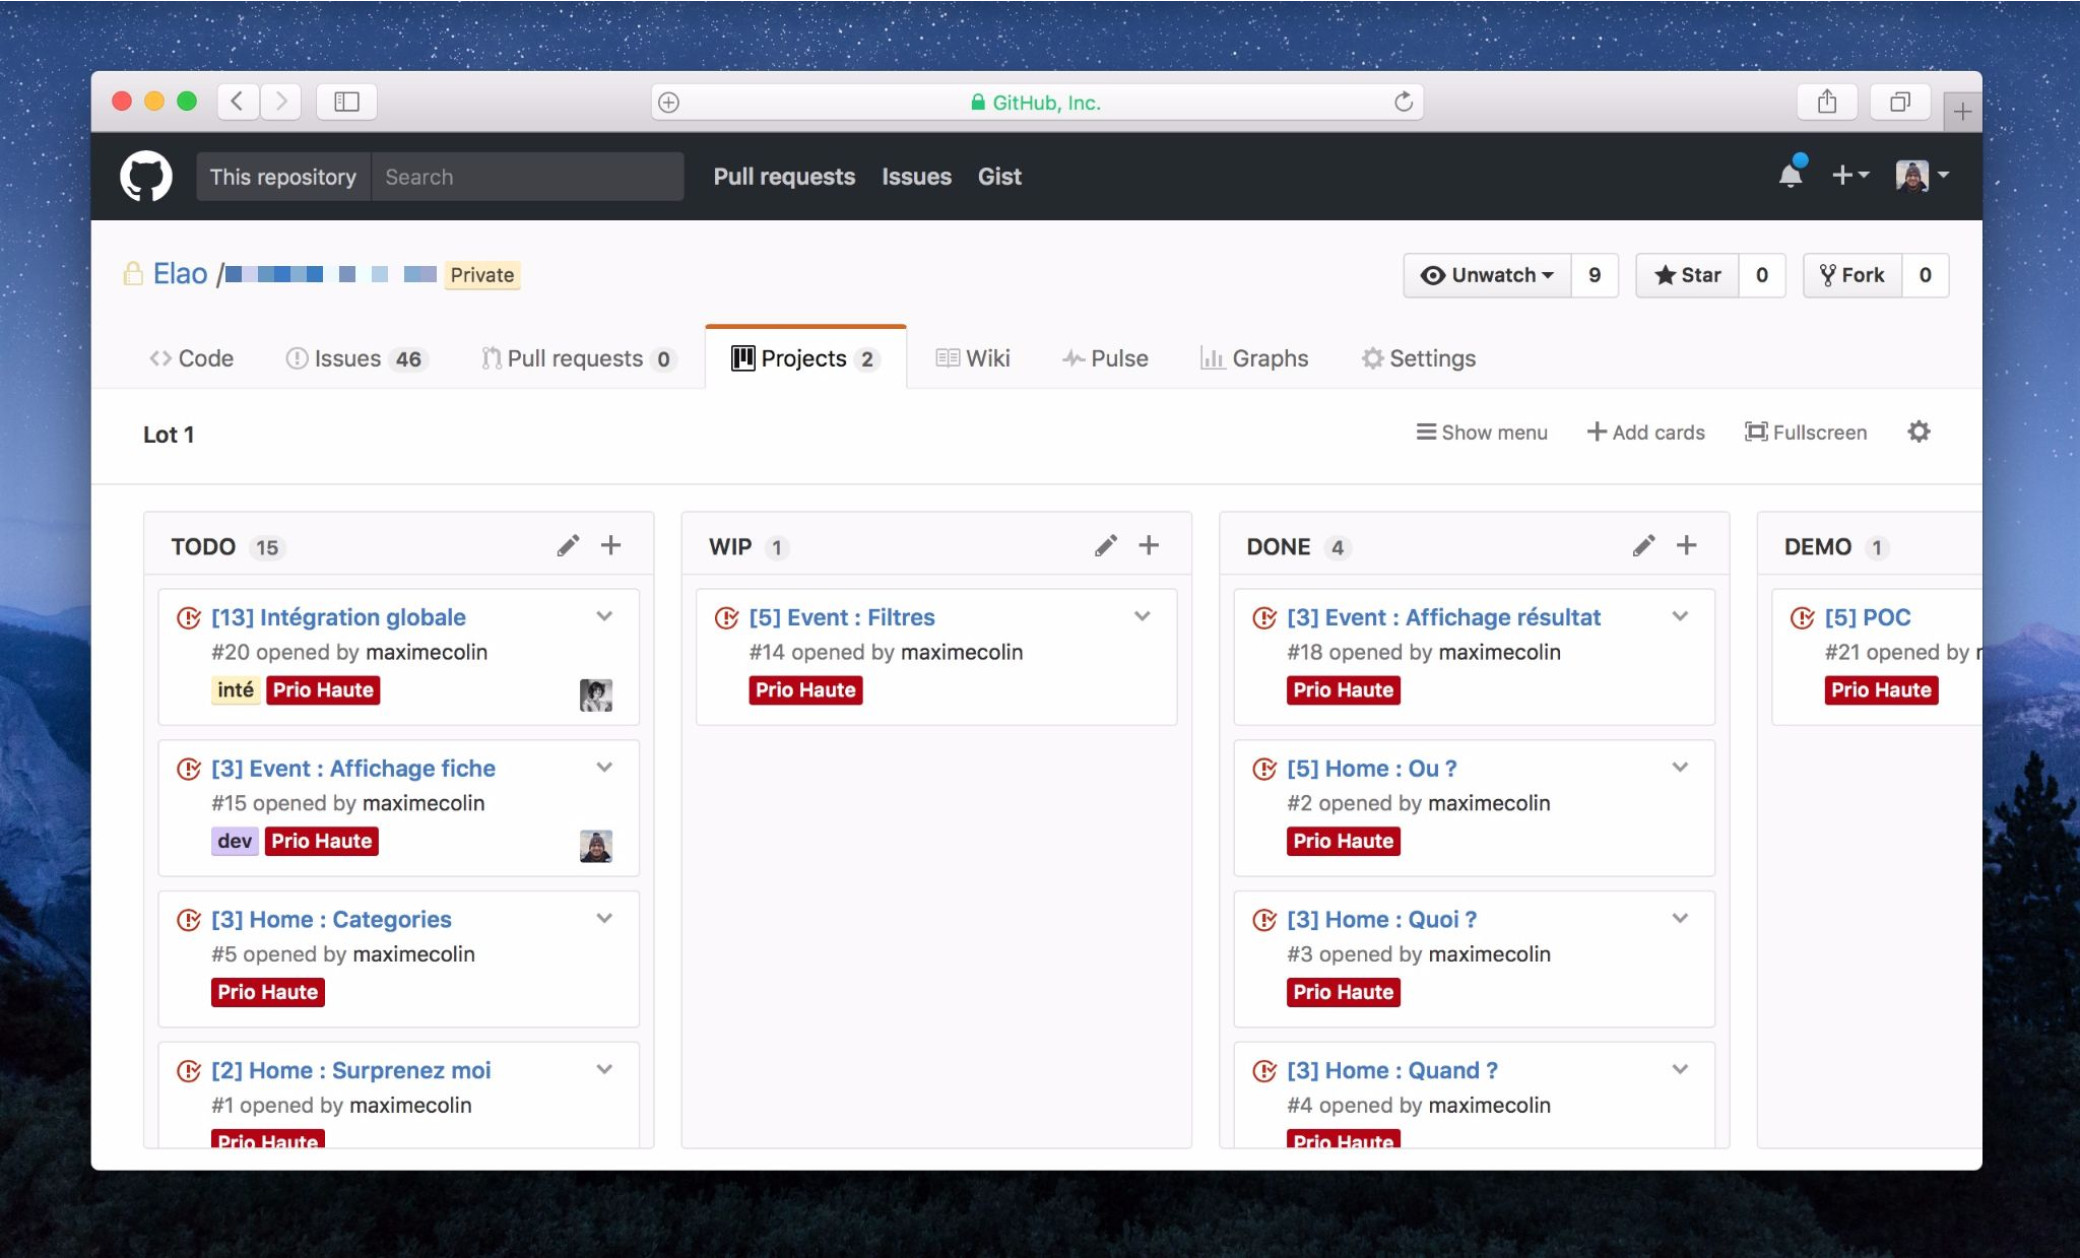 GitHub, Inc.
This repository Search Pull requests Issues Gist
Elao / Private Unwatch 9 Star 0 Fork 0
Code Issues 46 Pull requests 0 Projects 2 Wiki Pulse Graphs Settings
Lot 1 Show menu Add cards Fullscreen
TODO 15
[13] Intégration globale
#20 opened by maximecolin
inté Prio Haute
[3] Event : Affichage fiche
#15 opened by maximecolin
dev Prio Haute
[3] Home : Categories
#5 opened by maximecolin
Prio Haute
[2] Home : Surprenez moi
#1 opened by maximecolin
Prio Haute
WIP 1
[5] Event : Filtres
#14 opened by maximecolin
Prio Haute
DONE 4
[3] Event : Affichage résultat
#18 opened by maximecolin
Prio Haute
[5] Home : Ou ?
#2 opened by maximecolin
Prio Haute
[3] Home : Quoi ?
#3 opened by maximecolin
Prio Haute
[3] Home : Quand ?
#4 opened by maximecolin
Prio Haute
DEMO 1
[5] POC
#21 opened by
Prio Haute